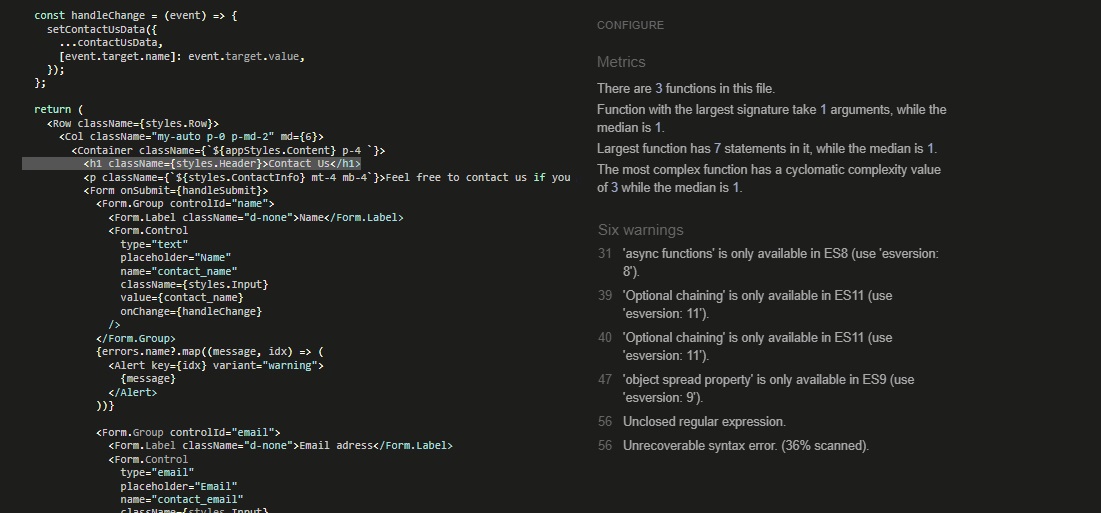 const handleChange = (event) => {
setContactUsData({
...contactUsData,
[event.target.name]: event.target.value,
});
};
return (
<Row className={styles.Row}>
<Col className="my-auto p-0 p-md-2" md={6}>
<Container className={`${appStyles.Content} p-4 `}>
<h1 className={styles.Header}>Contact Us</h1>
<p className={`${styles.ContactInfo} mt-4 mb-4`}>Feel free to contact us if you
<Form onSubmit={handleSubmit}>
<Form.Group controlId="name">
<Form.Label className="d-none">Name</Form.Label>
<Form.Control
type="text"
placeholder="Name"
name="contact_name"
className={styles.Input}
value={contact_name}
onChange={handleChange}
/>
</Form.Group>
{errors.name?.map((message, idx) => (
<Alert key={idx} variant="warning">
{message}
</Alert>
))}
<Form.Group controlId="email">
<Form.Label className="d-none">Email adress</Form.Label>
<Form.Control
type="email"
placeholder="Email"
name="contact_email"
className={styles.Input}
CONFIGURE
Metrics
There are 3 functions in this file.
Function with the largest signature take 1 arguments, while the
median is 1.
Largest function has 7 statements in it, while the median is 1.
The most complex function has a cyclomatic complexity value
of 3 while the median is 1.
Six warnings
31 'async functions' is only available in ES8 (use 'esversion:
8').
39 'Optional chaining' is only available in ES11 (use
'esversion: 11').
40 'Optional chaining' is only available in ES11 (use
'esversion: 11').
47 'object spread property' is only available in ES9 (use
'esversion: 9').
56 Unclosed regular expression.
56 Unrecoverable syntax error. (36% scanned).